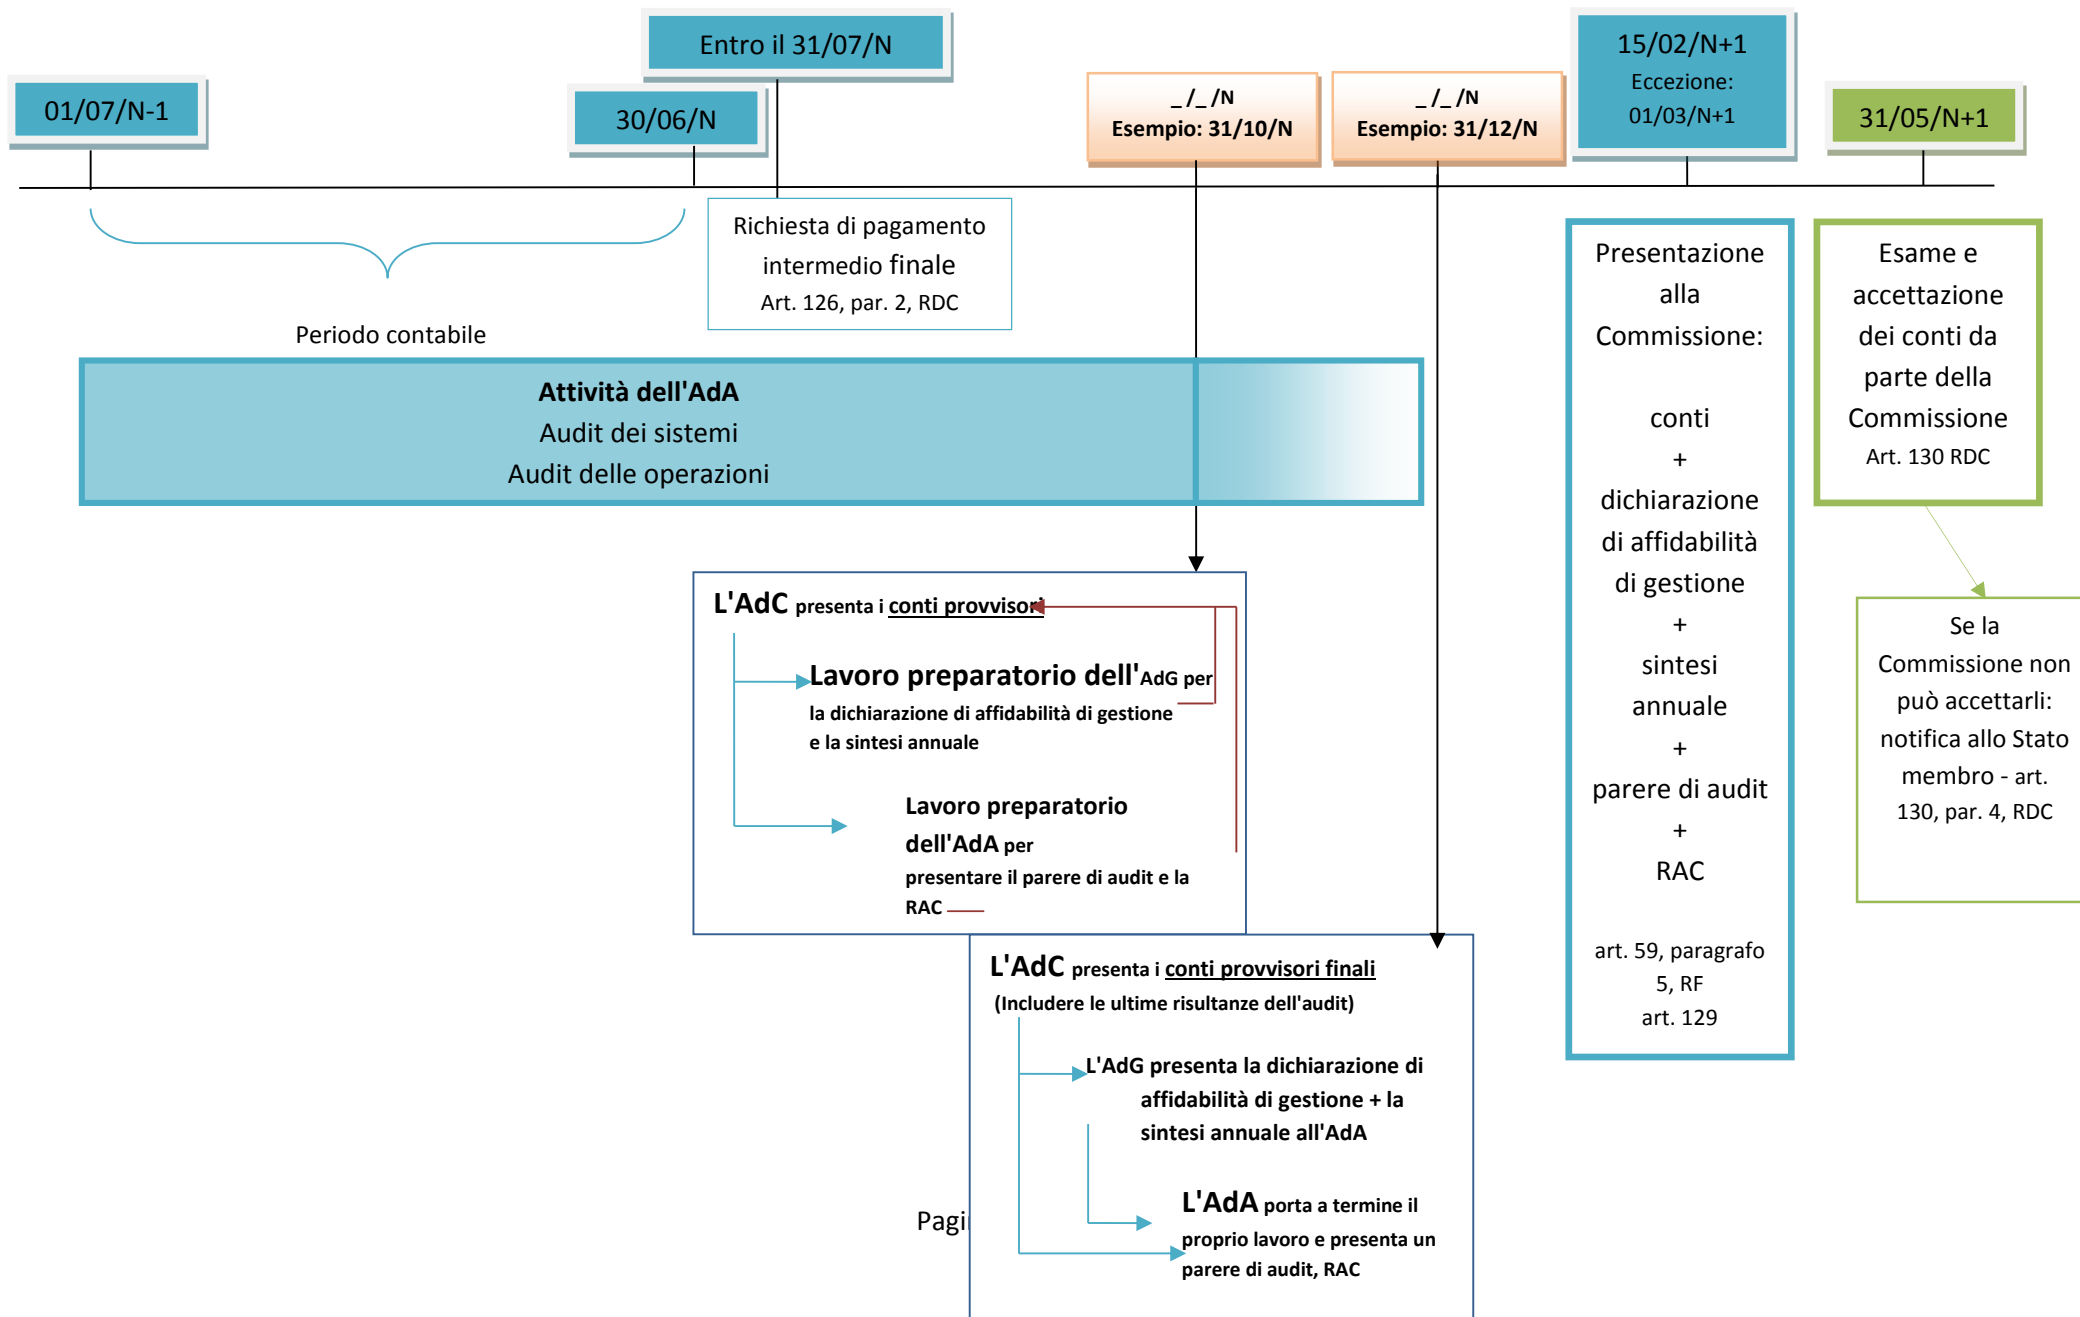 01/07/N-1
30/06/N
Entro il 31/07/N
_ /_ /N
Esempio: 31/10/N
_ /_ /N
Esempio: 31/12/N
15/02/N+1
Eccezione:
01/03/N+1
31/05/N+1
Richiesta di pagamento
intermedio finale
Art. 126, par. 2, RDC
Periodo contabile
Attività dell'AdA
Audit dei sistemi
Audit delle operazioni
L'AdC presenta i conti provvisori
Lavoro preparatorio dell'AdG per
la dichiarazione di affidabilità di gestione
e la sintesi annuale
Lavoro preparatorio
dell'AdA per
presentare il parere di audit e la
RAC
L'AdC presenta i conti provvisori finali
(Includere le ultime risultanze dell'audit)
L'AdG presenta la dichiarazione di
affidabilità di gestione + la
sintesi annuale all'AdA
L'AdA porta a termine il
proprio lavoro e presenta un
parere di audit, RAC
Presentazione
alla
Commissione:
conti
+
dichiarazione
di affidabilità
di gestione
+
sintesi
annuale
+
parere di audit
+
RAC
art. 59, paragrafo
5, RF
art. 129
Esame e
accettazione
dei conti da
parte della
Commissione
Art. 130 RDC
Se la
Commissione non
può accettarli:
notifica allo Stato
membro - art.
130, par. 4, RDC